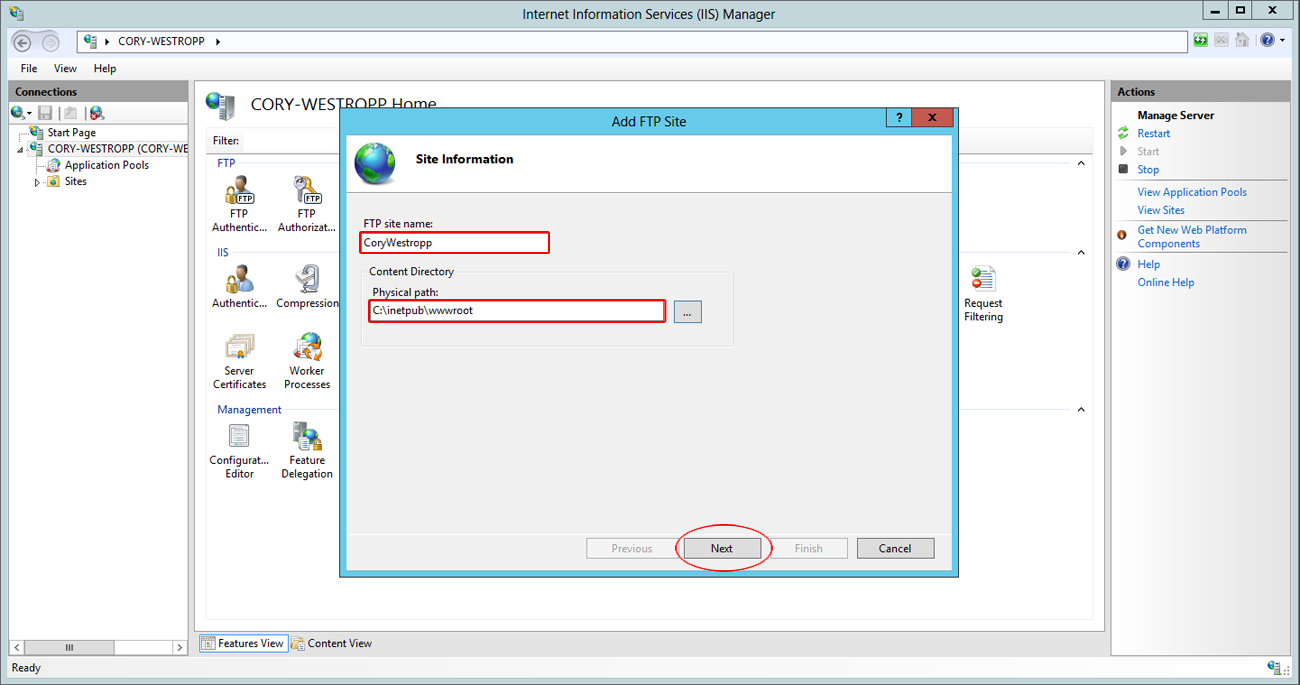 Internet Information Services (IIS) Manager
CORY-WESTROPP
File View Help
Connections
Start Page
CORY-WESTROPP (CORY-WE
Application Pools
Sites
CORY-WESTROPP Home
Filter:
FTP
FTP
FTP
Authentic...
FTP
FTP
Authorizat...
IIS
Authentic...
Compression
Request
Filtering
Server
Certificates
Worker
Processes
Management
Configurat...
Editor
Feature
Delegation
Add FTP Site
?
X
Site Information
FTP site name:
CoryWestropp
Content Directory
Physical path:
C:\inetpub\wwwroot
...
Previous
Next
Finish
Cancel
Actions
Manage Server
Restart
Start
Stop
View Application Pools
View Sites
Get New Web Platform
Components
Help
Online Help
Features View
Content View
Ready